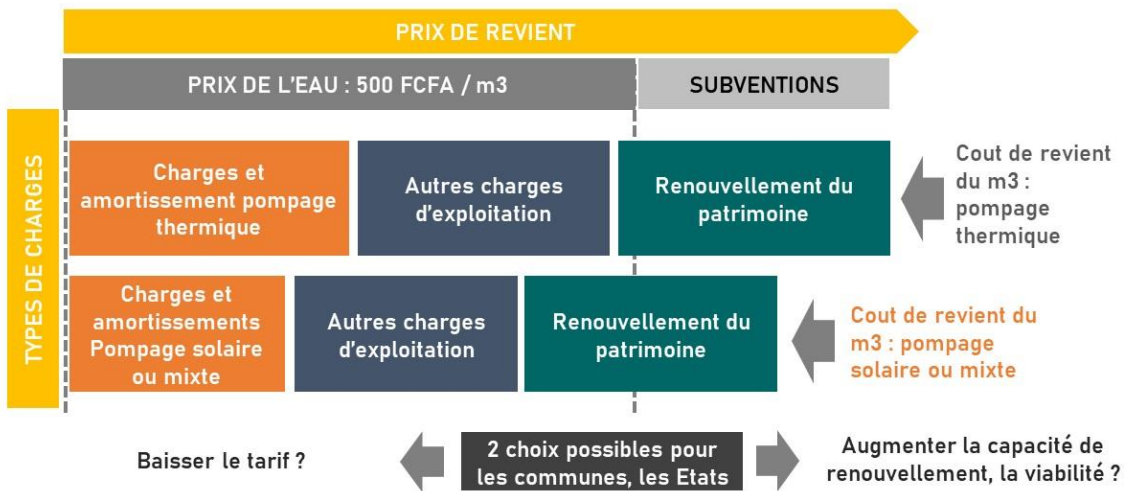 PRIX DE REVIENT
PRIX DE L'EAU : 500 FCFA / m3
SUBVENTIONS
TYPES DE CHARGES
Charges et
amortissement pompage
thermique
Autres charges
d'exploitation
Renouvellement du
patrimoine
Cout de revient
du m3 :
pompage
thermique
Charges et
amortissements
Pompage solaire
ou mixte
Autres charges
d'exploitation
Renouvellement du
patrimoine
Cout de revient du
m3 : pompage
solaire ou mixte
Baisser le tarif ?
2 choix possibles pour
les communes, les Etats
Augmenter la capacité de
renouvellement, la viabilité ?